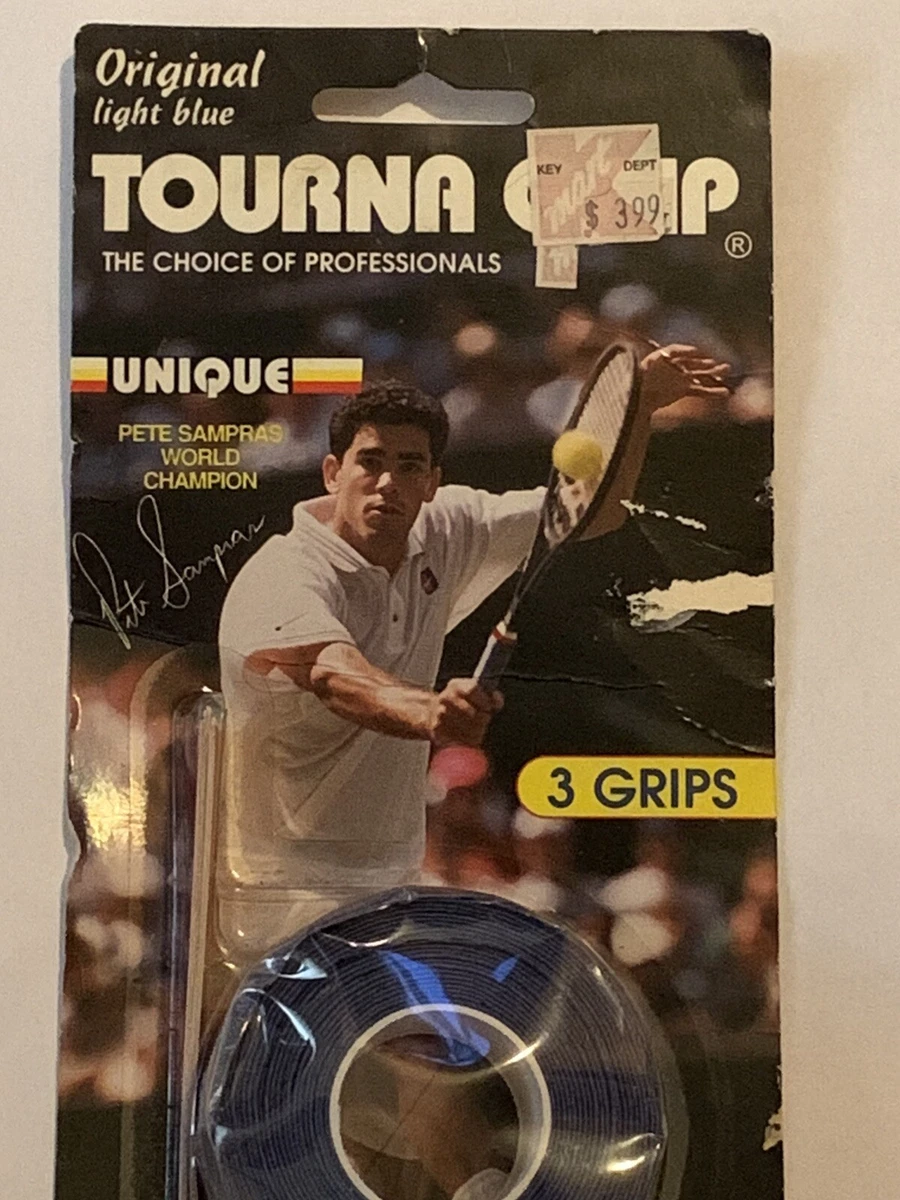 Original
light blue
TOURNA GRIP
®
THE CHOICE OF PROFESSIONALS
KEY DEPT
$ 399
UNIQUE
PETE SAMPRAS
WORLD
CHAMPION
Pete Sampras
3 GRIPS